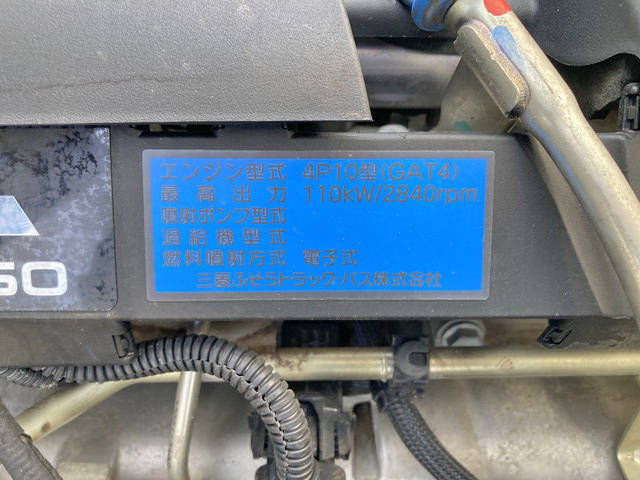 エンジン型式 4P10型(GAT4)
最高出力 110kW/2840rpm
噴射ポンプ型式
過給機型式
燃料噴射方式 電子式
三菱ふそうトラック・バス株式会社